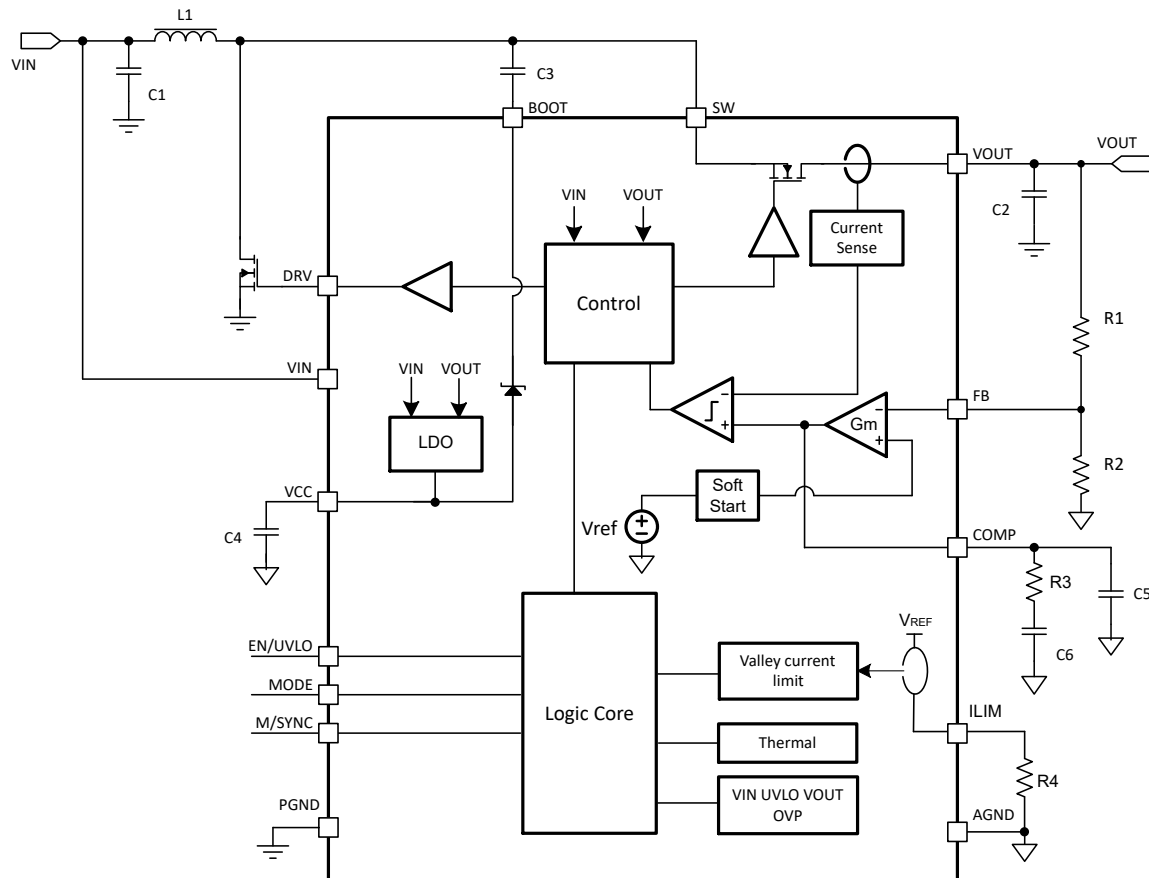 L1
VIN
C1
C3
BOOT
SW
VOUT
VOUT
C2
VIN
VOUT
Current
Sense
DRV
Control
R1
VIN
VIN
VOUT
LDO
−
+
Gm
−
+
FB
R2
VCC
C4
Soft
Start
Vref
+
−
COMP
R3
C5
C6
EN/UVLO
MODE
M/SYNC
Logic Core
Valley current
limit
VREF
ILIM
Thermal
R4
PGND
VIN UVLO VOUT
OVP
AGND